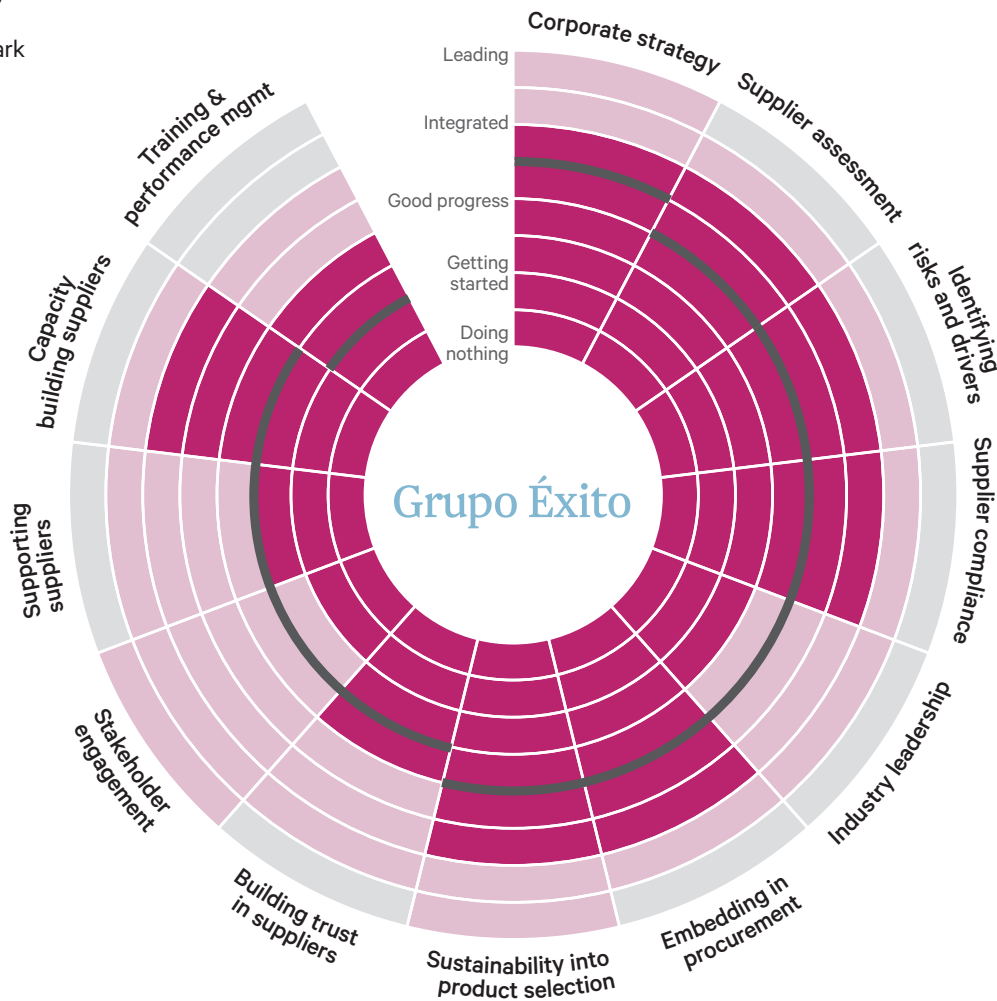 ark
Corporate strategy
Supplier assessment
Identifying
risks and drivers
Supplier compliance
Industry leadership
Embedding in
procurement
Sustainability into
product selection
Building trust
in suppliers
Stakeholder
engagement
Supporting
suppliers
Capacity
building suppliers
Training &
performance mgmt
Leading
Integrated
Good progress
Getting
started
Doing
nothing
Grupo Éxito